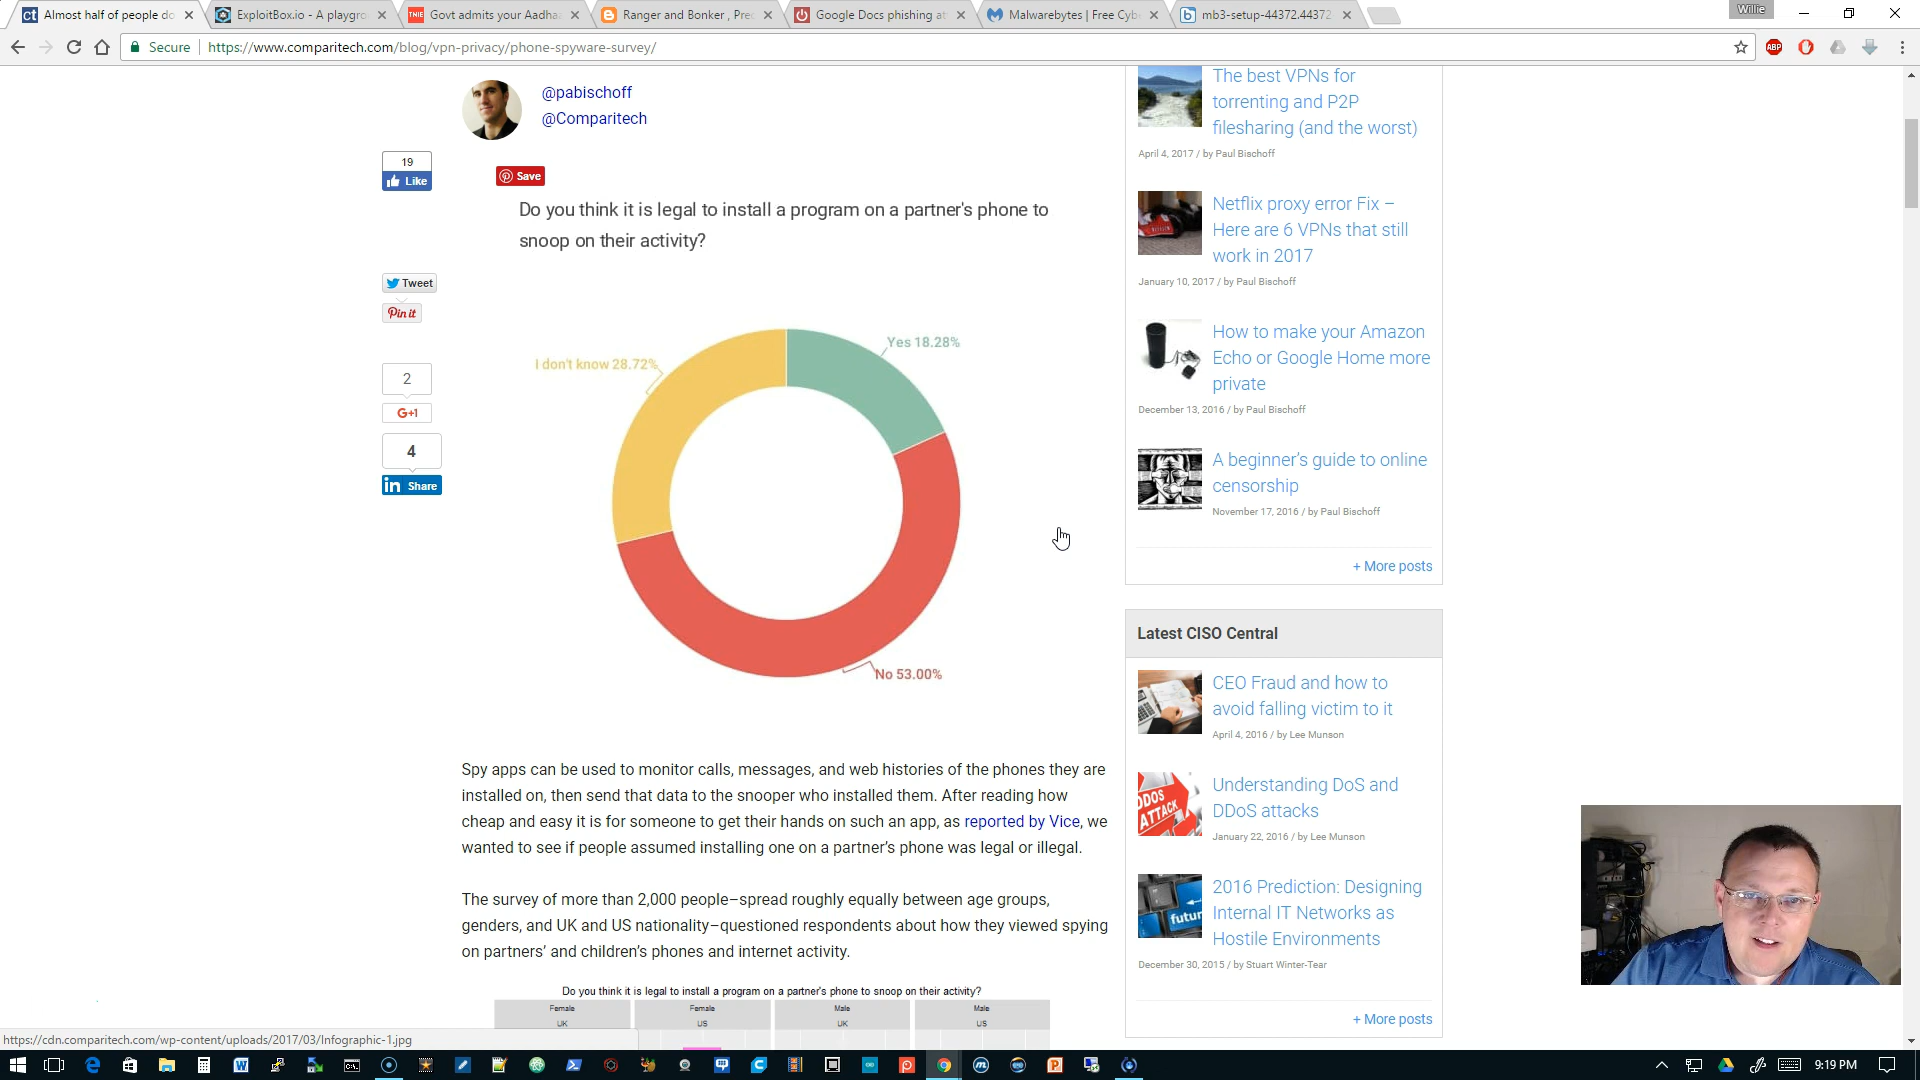 Almost half of people do
ExploitBox.io - A playgro
Govt admits your Aadha
Ranger and Bonker , Pre
Google Docs phishing at
Malwarebytes | Free Cyb
mb3-setup-44372.44372
Willie
Secure
https://www.comparitech.com/blog/vpn-privacy/phone-spyware-survey/
ABP
@pabischoff
@Comparitech
19
Like
Save
Do you think it is legal to install a program on a partner's phone to
snoop on their activity?
Tweet
Pin it
2
G+1
4
in Share
Yes 18.28%
I don't know 28.72%
No 53.00%
Spy apps can be used to monitor calls, messages, and web histories of the phones they are
installed on, then send that data to the snooper who installed them. After reading how
cheap and easy it is for someone to get their hands on such an app, as reported by Vice, we
wanted to see if people assumed installing one on a partner's phone was legal or illegal.
The survey of more than 2,000 people–spread roughly equally between age groups,
genders, and UK and US nationality–questioned respondents about how they viewed spying
on partners' and children's phones and internet activity.
Do you think it is legal to install a program on a partner's phone to snoop on their activity?
Female Female Male Male
UK US UK US
The best VPNs for
torrenting and P2P
filesharing (and the worst)
April 4, 2017 / by Paul Bischoff
Netflix proxy error Fix –
Here are 6 VPNs that still
work in 2017
January 10, 2017 / by Paul Bischoff
How to make your Amazon
Echo or Google Home more
private
December 13, 2016 / by Paul Bischoff
A beginner's guide to online
censorship
November 17, 2016 / by Paul Bischoff
+ More posts
Latest CISO Central
CEO Fraud and how to
avoid falling victim to it
April 4, 2016 / by Lee Munson
DDOS
ATTACK
Understanding DoS and
DDoS attacks
January 22, 2016 / by Lee Munson
futur
2016 Prediction: Designing
Internal IT Networks as
Hostile Environments
December 30, 2015 / by Stuart Winter-Tear
+ More posts
https://cdn.comparitech.com/wp-content/uploads/2017/03/Infographic-1.jpg
9:19 PM